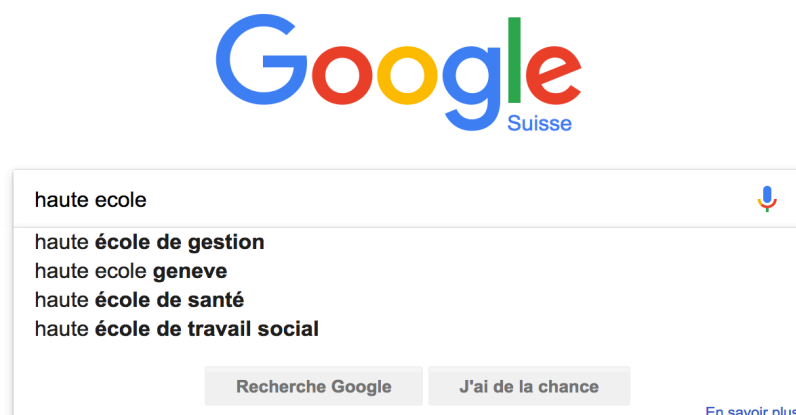 Google
Suisse
haute ecole
haute école de gestion
haute ecole geneve
haute école de santé
haute école de travail social
Recherche Google
J'ai de la chance
En savoir plus